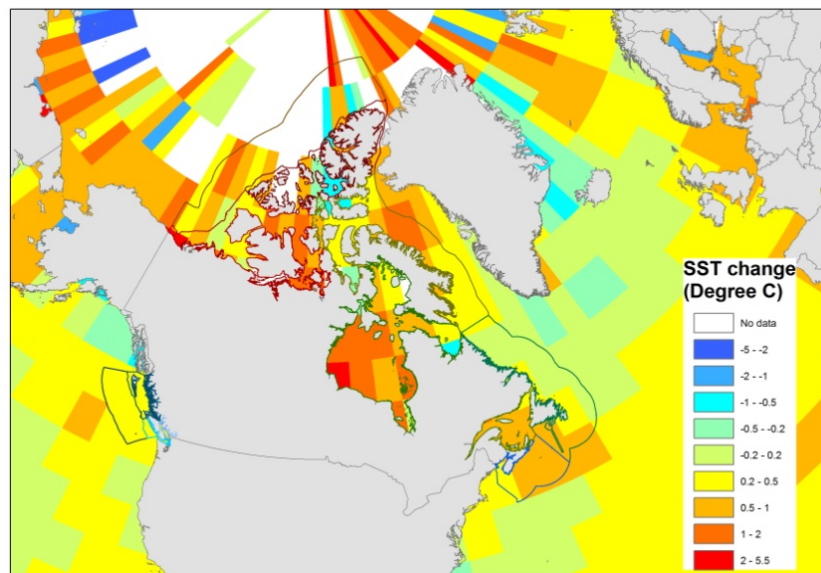 SST change
(Degree C)
No data
-5 - -2
-2 - -1
-1 - -0.5
-0.5 - -0.2
-0.2 - 0.2
0.2 - 0.5
0.5 - 1
1 - 2
2 - 5.5